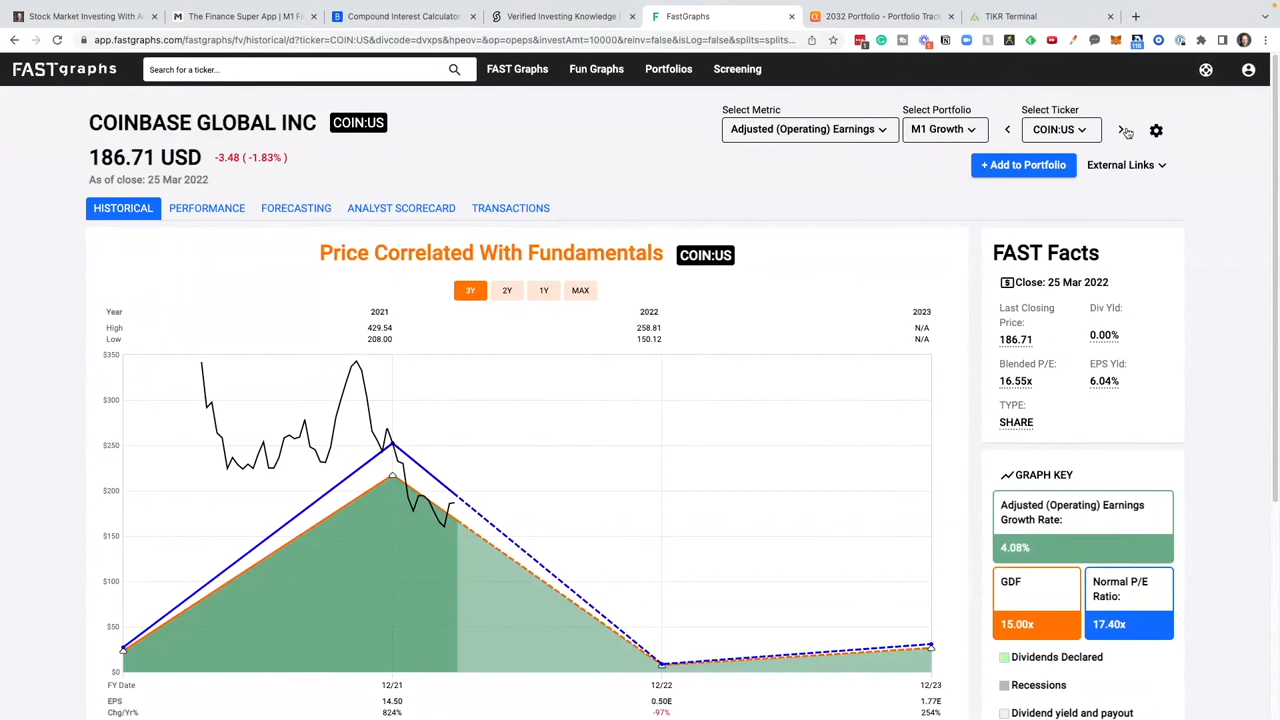 Stock Market Investing With A
The Finance Super App | M1 Fi
Compound Interest Calculator
Verified Investing Knowledge |
FastGraphs
2032 Portfolio - Portfolio Track
TIKR Terminal
app.fastgraphs.com/fastgraphs/fv/historical/d?ticker=COIN:US&divcode=dvxps&hpeov=&op=opeps&investAmt=10000&reinv=false&isLog=false&splits=splits...
FASTgraphs
Search for a ticker...
FAST Graphs
Fun Graphs
Portfolios
Screening
COINBASE GLOBAL INC COIN:US
186.71 USD -3.48 ( -1.83% )
As of close: 25 Mar 2022
Select Metric
Adjusted (Operating) Earnings
Select Portfolio
M1 Growth
Select Ticker
COIN:US
+ Add to Portfolio
External Links
HISTORICAL
PERFORMANCE
FORECASTING
ANALYST SCORECARD
TRANSACTIONS
Price Correlated With Fundamentals COIN:US
3Y 2Y 1Y MAX
Year 2021 2022 2023
High 429.54 258.81 N/A
Low 208.00 150.12 N/A
$350
$300
$250
$200
$150
$100
$50
$0
FY Date 12/21 12/22 12/23
EPS 14.50 0.50E 1.77E
Chg/Yr% 824% -97% 254%
FAST Facts
Close: 25 Mar 2022
Last Closing
Price:
186.71
Div Yld:
0.00%
Blended P/E:
16.55x
EPS Yld:
6.04%
TYPE:
SHARE
GRAPH KEY
Adjusted (Operating) Earnings
Growth Rate:
4.08%
GDF
15.00x
Normal P/E
Ratio:
17.40x
Dividends Declared
Recessions
Dividend yield and payout